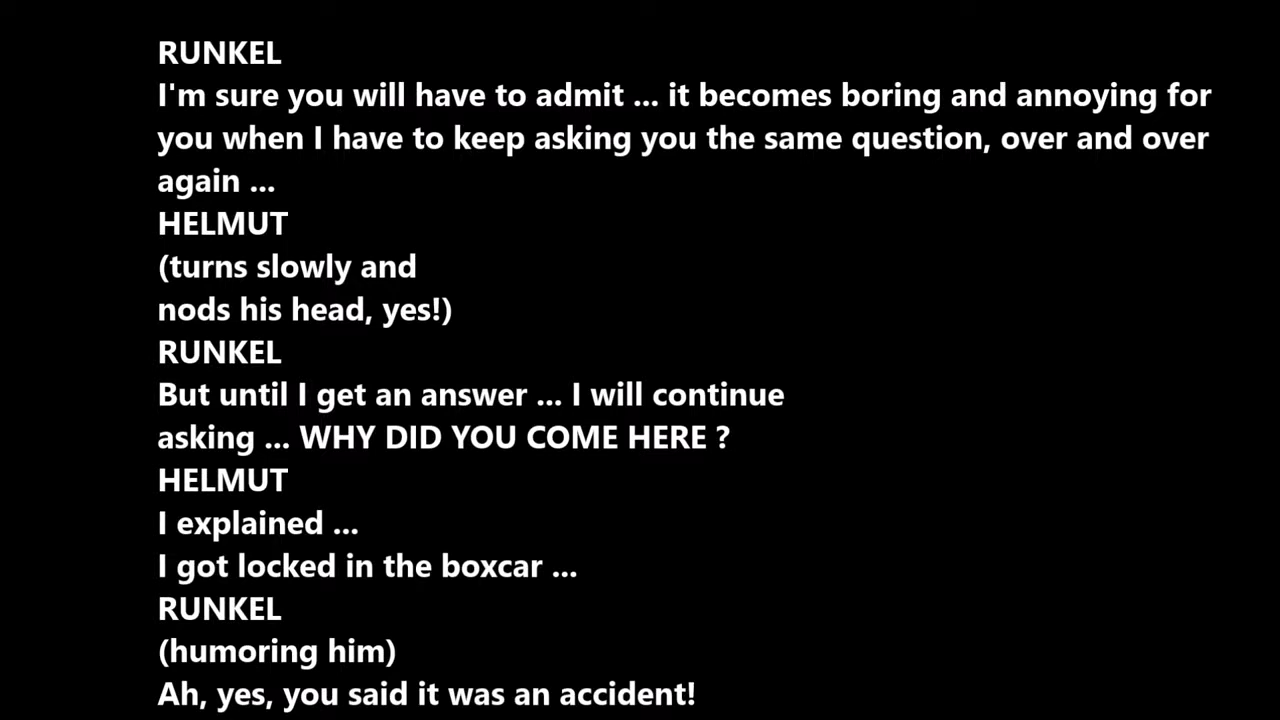 RUNKEL
I'm sure you will have to admit ... it becomes boring and annoying for
you when I have to keep asking you the same question, over and over
again ...
HELMUT
(turns slowly and
nods his head, yes!)
RUNKEL
But until I get an answer ... I will continue
asking ... WHY DID YOU COME HERE ?
HELMUT
I explained ...
I got locked in the boxcar ...
RUNKEL
(humoring him)
Ah, yes, you said it was an accident!